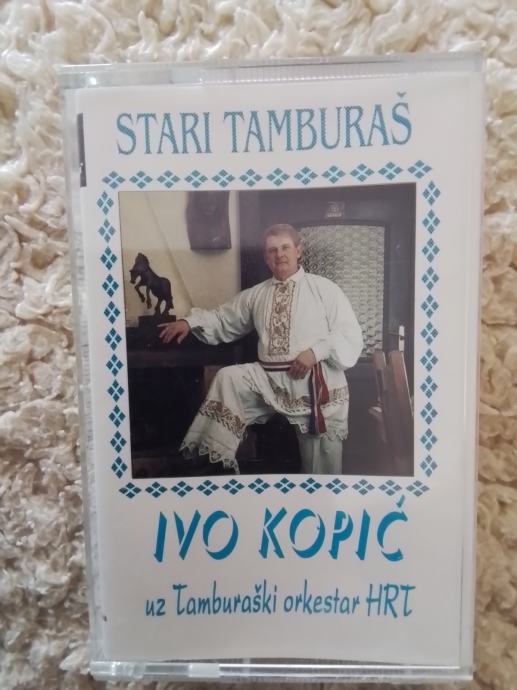 STARI TAMBURAŠ
IVO KOPIĆ
uz Tamburaški orkestar HRT